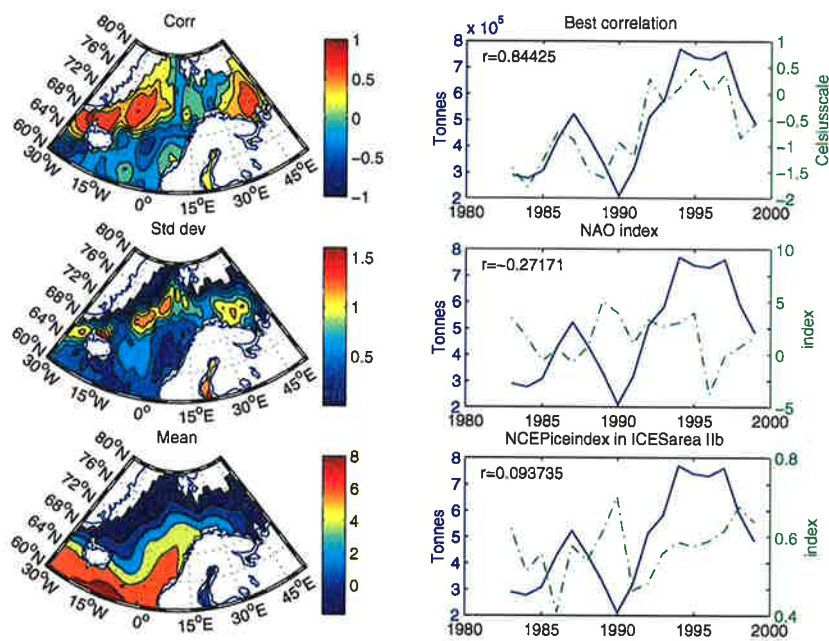 Corr
80°N
76°N
72°N
68°N
64°N
60°N
30°W
15°W
0°
15°E
30°E
45°E
1
0.5
0
−0.5
−1
Best correlation
x 10⁵
r=0.84425
Tonnes
8
7
6
5
4
3
2
1
0.5
0
−0.5
−1
−1.5
−2
Celsiusscale
1980
1985
1990
1995
2000
Std dev
80°N
76°N
72°N
68°N
64°N
60°N
30°W
15°W
0°
15°E
30°E
45°E
1.5
1
0.5
NAO index
r=−0.27171
Tonnes
8
7
6
5
4
3
2
10
5
0
−5
index
1980
1985
1990
1995
2000
Mean
80°N
76°N
72°N
68°N
64°N
60°N
30°W
15°W
0°
15°E
30°E
45°E
8
6
4
2
0
NCEPiceindex in ICESarea IIb
r=0.093735
Tonnes
8
7
6
5
4
3
2
0.8
0.6
0.4
index
1980
1985
1990
1995
2000